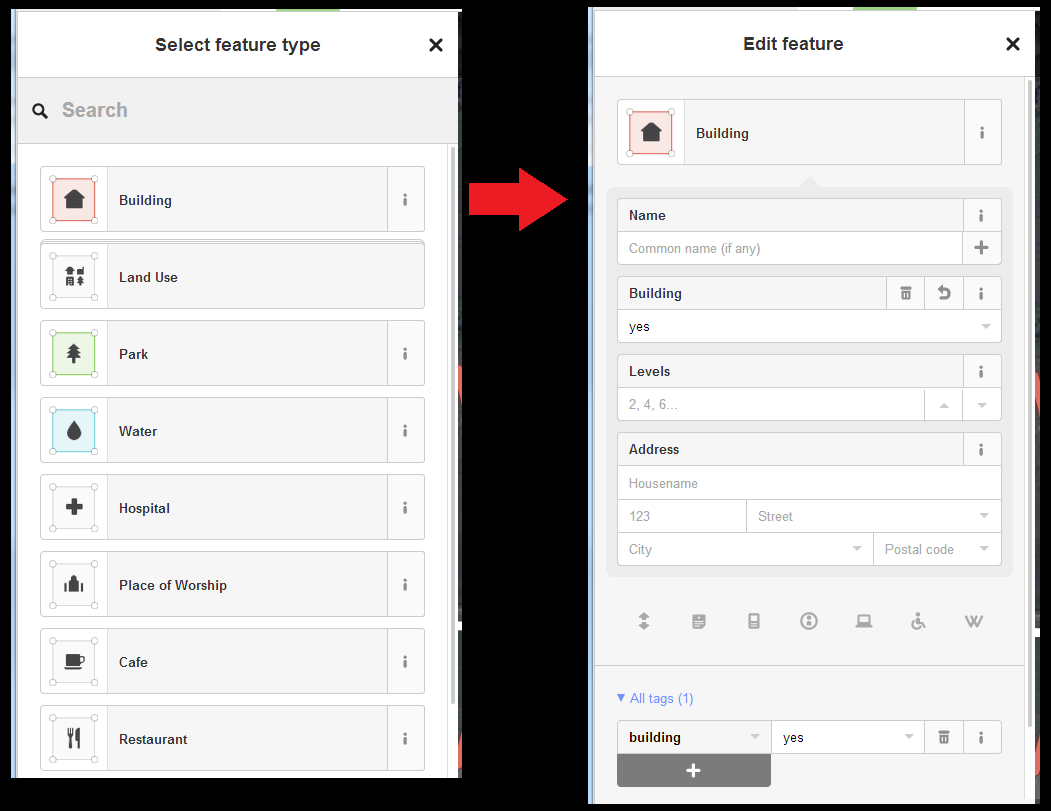 Select feature type
Search
Building
Land Use
Park
Water
Hospital
Place of Worship
Cafe
Restaurant
Edit feature
Building
Name
Common name (if any)
Building
yes
Levels
2, 4, 6...
Address
Housename
123 Street
City Postal code
All tags (1)
building yes